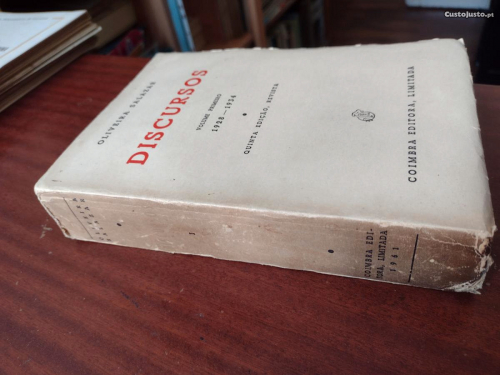 OLIVEIRA SALAZAR
DISCURSOS
VOLUME PRIMEIRO
1928 — 1934
QUINTA EDIÇÃO, REVISTA
COIMBRA EDITORA, LIMITADA
I
COIMBRA EDI-
TORA, LIMITADA
1961
CustoJusto.pt